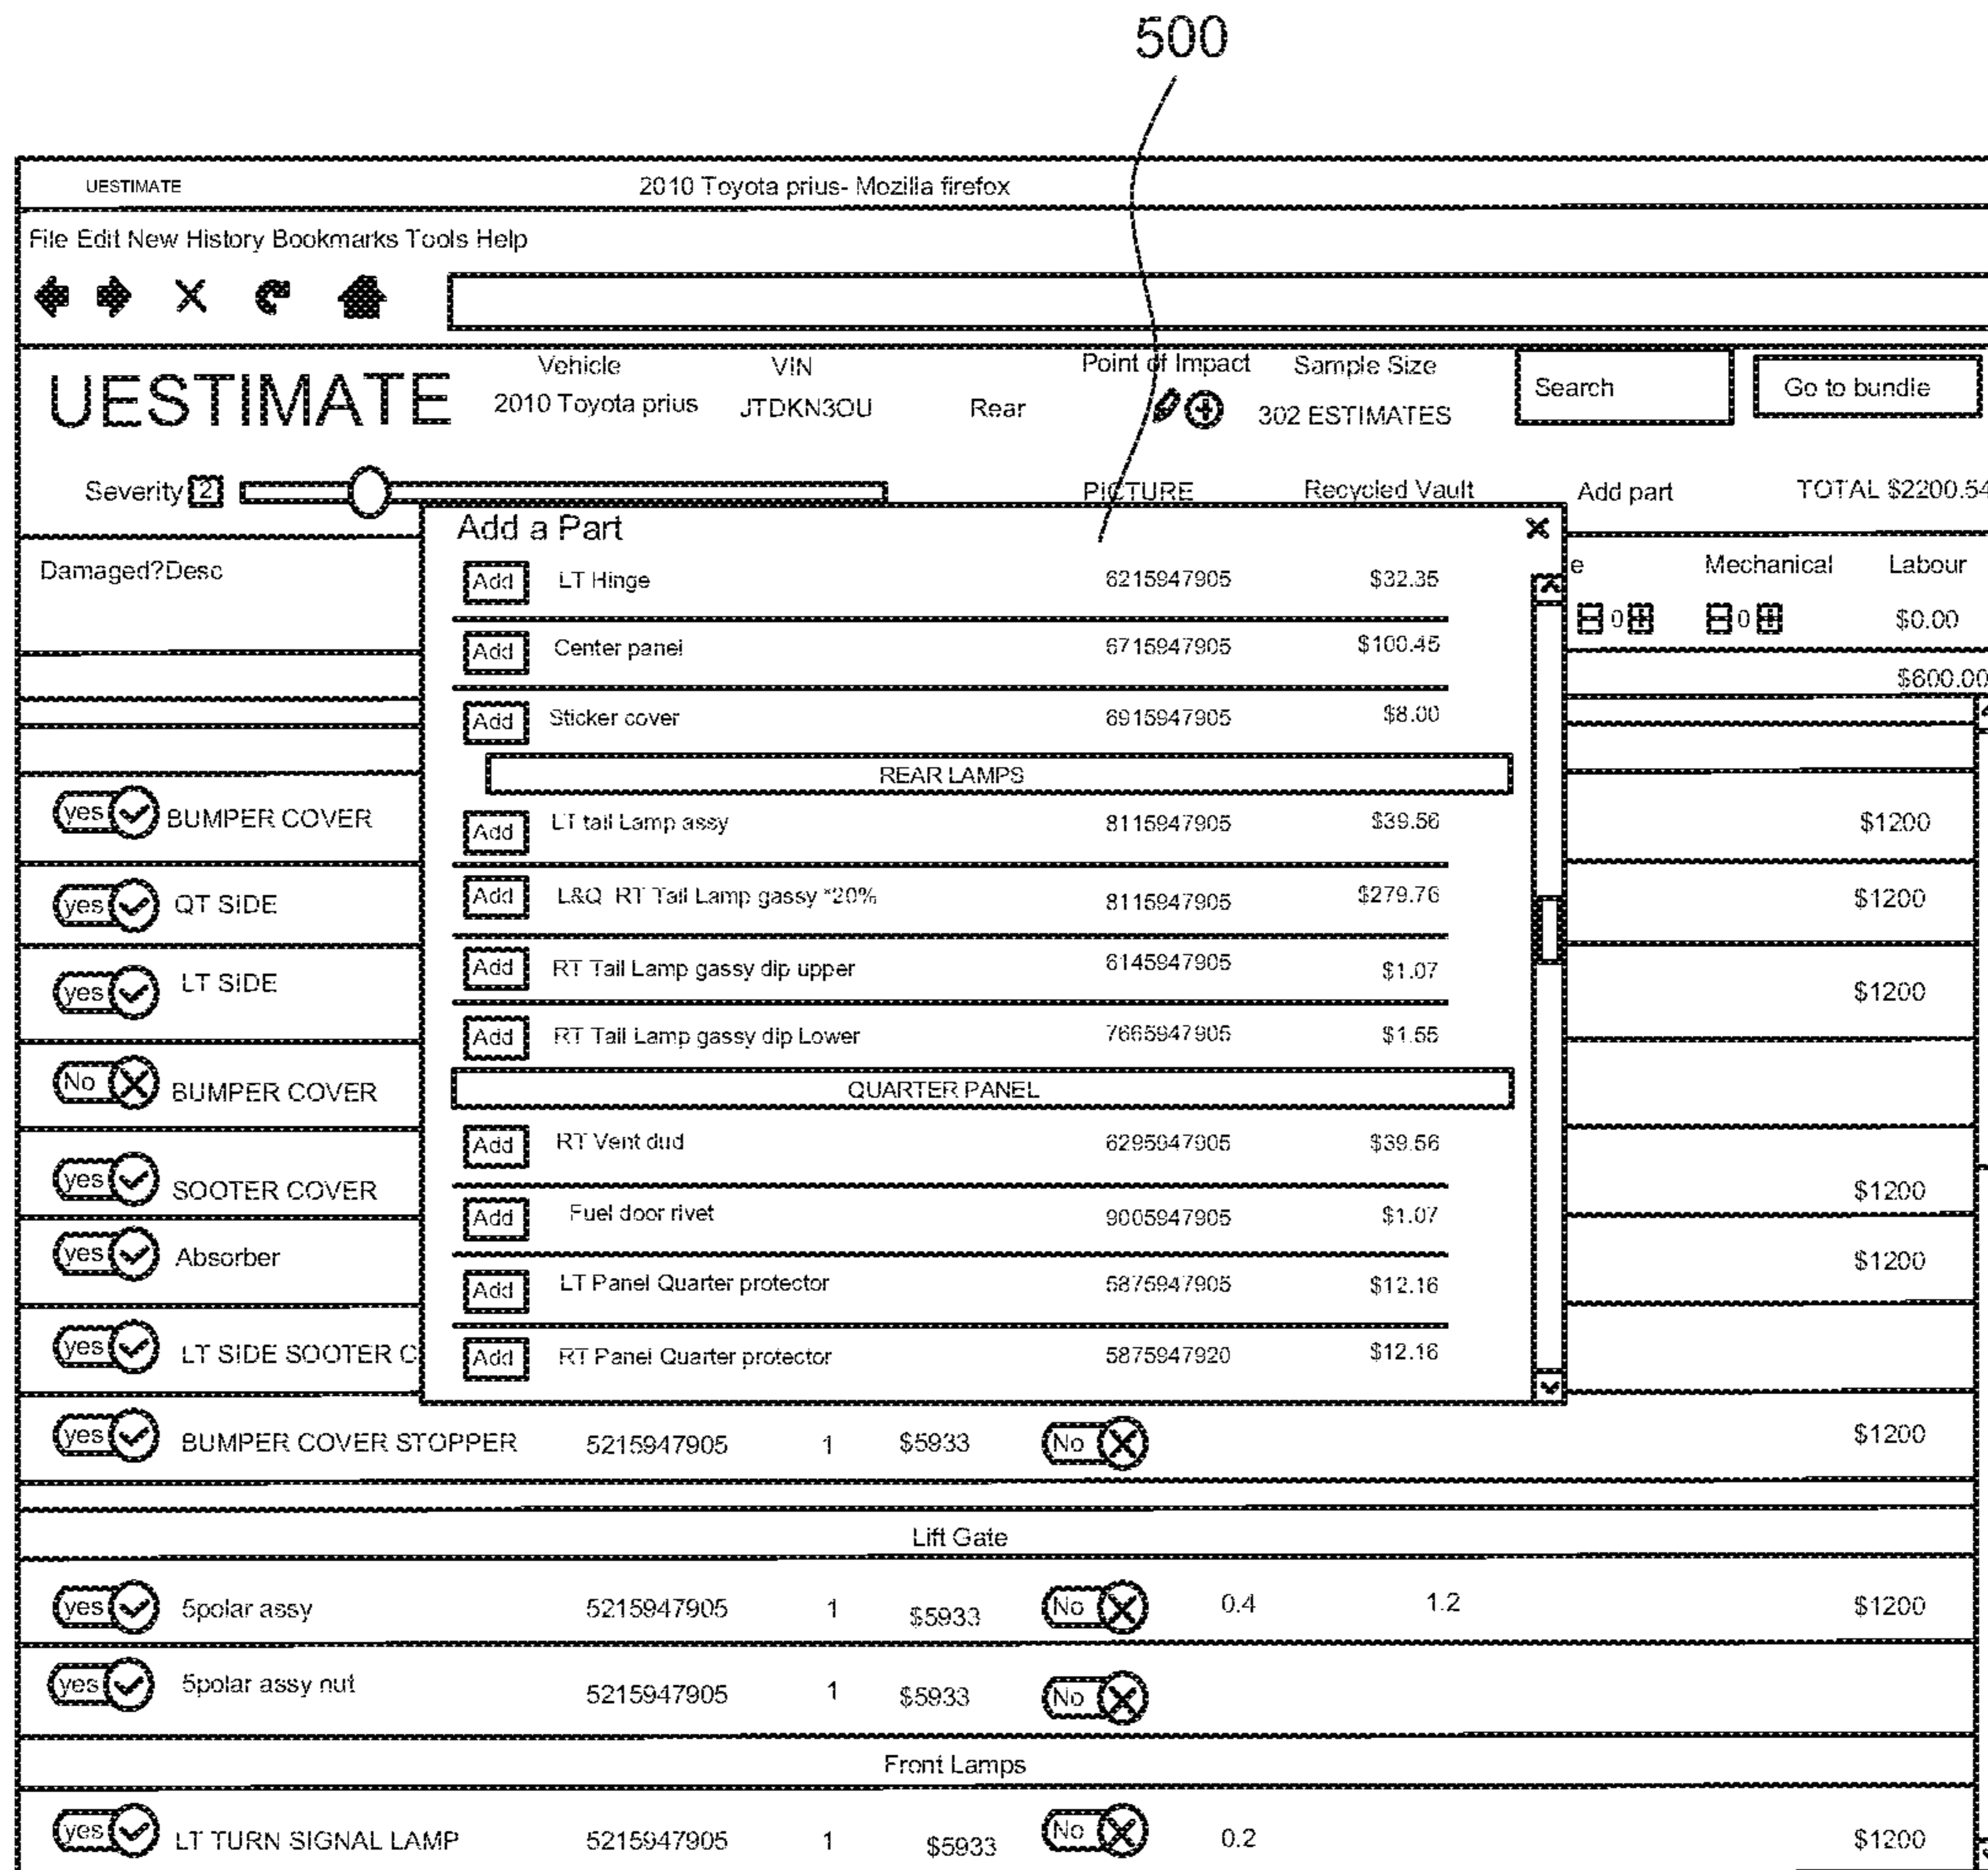 500
UESTIMATE 2010 Toyota prius- Mozilla firefox
File Edit New History Bookmarks Tools Help
UESTIMATE Vehicle VIN Point of Impact Sample Size Search Go to bundle
2010 Toyota prius JTDKN3OU Rear 302 ESTIMATES
Severity 2 PICTURE Recycled Vault Add part TOTAL $2200.54
Add a Part
Damaged?Desc e Mechanical Labour
Add LT Hinge 6215947905 $32.35
0 0 $0.00
Add Center panel 6715947905 $100.45
$600.00
Add Sticker cover 6915947905 $8.00
REAR LAMPS
yes BUMPER COVER Add LT tail Lamp assy 8115947905 $39.56 $1200
yes QT SIDE Add L&Q RT Tail Lamp gassy *20% 8115947905 $279.76 $1200
yes LT SIDE Add RT Tail Lamp gassy dip upper 6145947905 $1.07 $1200
Add RT Tail Lamp gassy dip Lower 7665947905 $1.55
No BUMPER COVER QUARTER PANEL
Add RT Vent dud 6295947905 $39.56
yes SOOTER COVER $1200
Add Fuel door rivet 9005947905 $1.07
yes Absorber $1200
Add LT Panel Quarter protector 5875947905 $12.16
yes LT SIDE SOOTER C Add RT Panel Quarter protector 5875947920 $12.16
yes BUMPER COVER STOPPER 5215947905 1 $5933 No $1200
Lift Gate
yes 5polar assy 5215947905 1 $5933 No 0.4 1.2 $1200
yes 5polar assy nut 5215947905 1 $5933 No
Front Lamps
yes LT TURN SIGNAL LAMP 5215947905 1 $5933 No 0.2 $1200